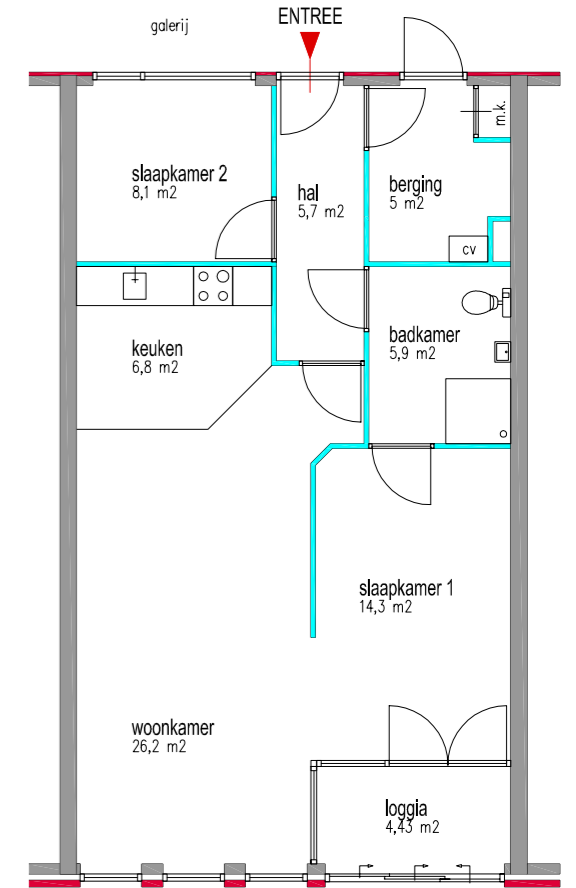 galerij
ENTREE
slaapkamer 2
8,1 m2
hal
5,7 m2
berging
5 m2
m.k.
cv
keuken
6,8 m2
badkamer
5,9 m2
slaapkamer 1
14,3 m2
woonkamer
26,2 m2
loggia
4,43 m2